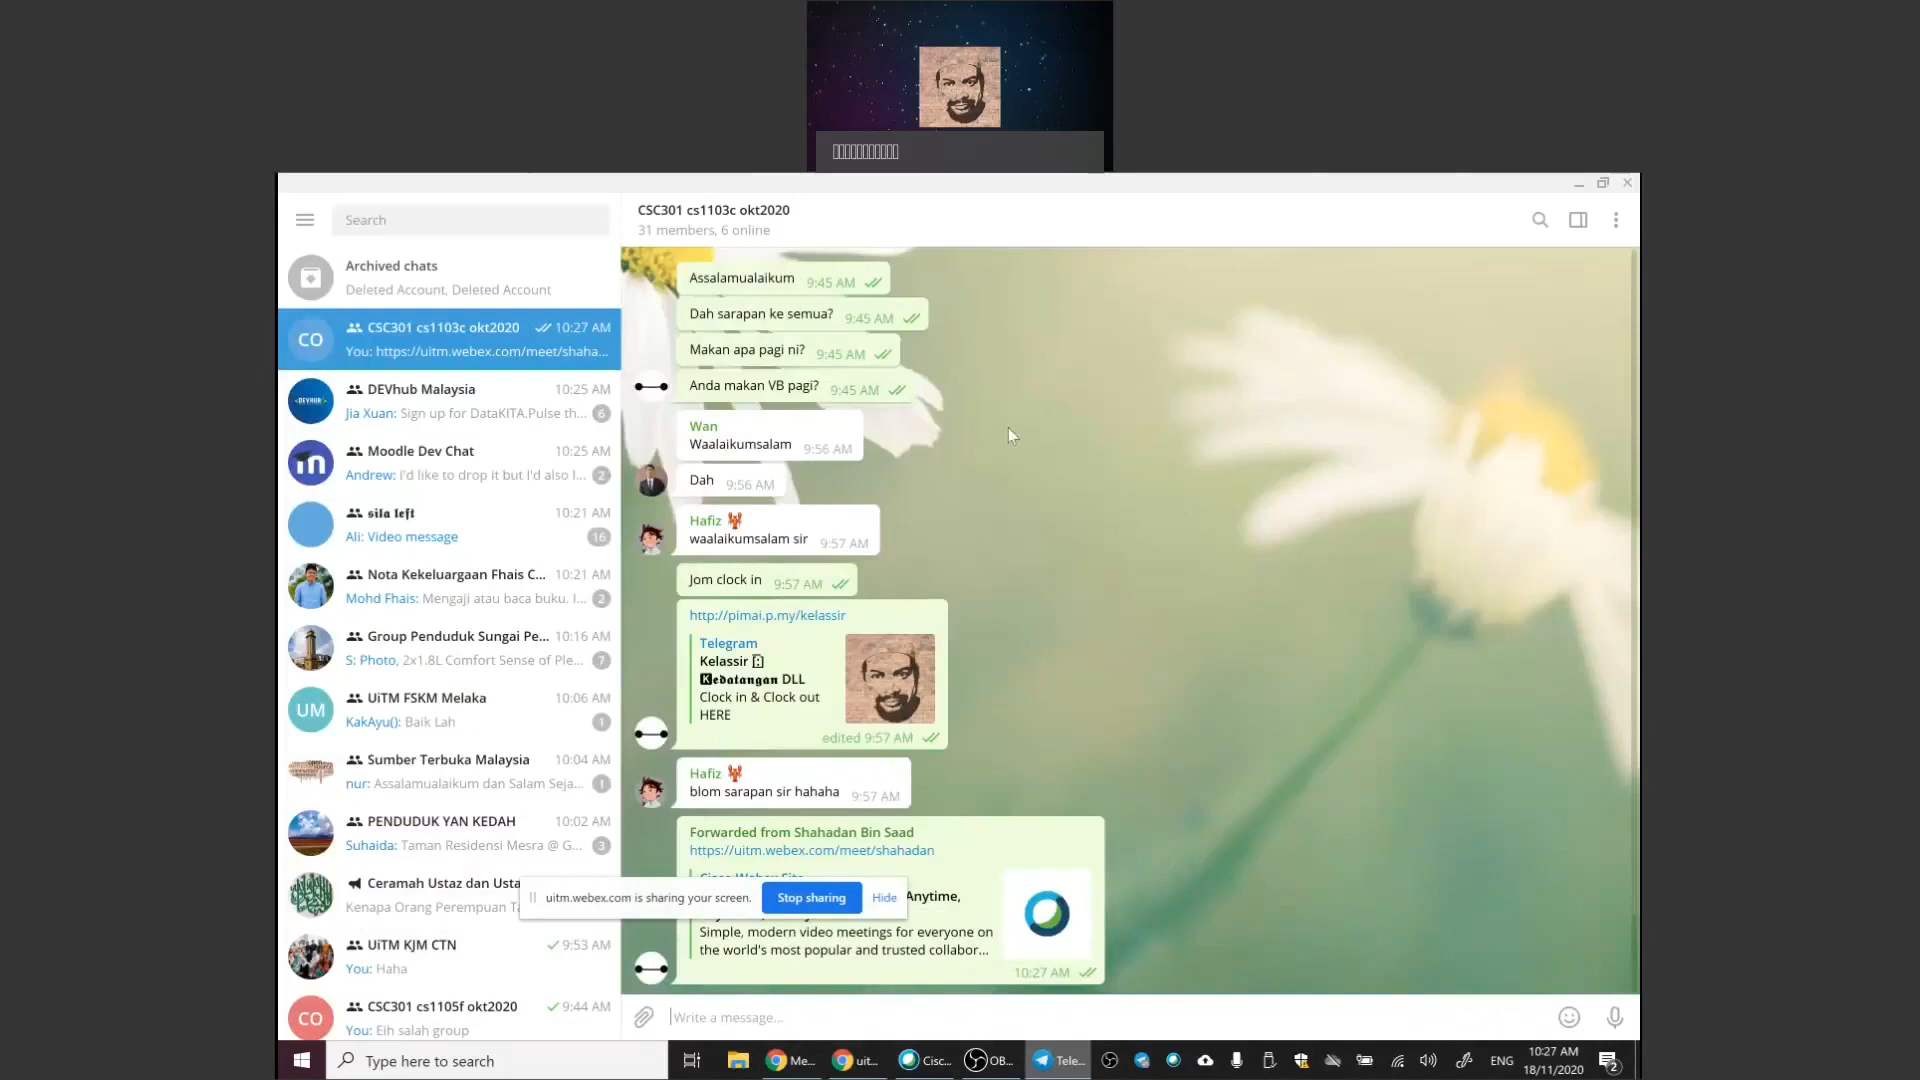 Search
Archived chats
Deleted Account, Deleted Account
CO
CSC301 cs1103c okt2020 10:27 AM
You: https://uitm.webex.com/meet/shaha...
DEVHUB
DEVhub Malaysia 10:25 AM
Jia Xuan: Sign up for DataKITA.Pulse th... 6
Moodle Dev Chat 10:25 AM
Andrew: I'd like to drop it but I'd also l... 2
𝖘𝖎𝖑𝖆 𝖑𝖊𝖋𝖙 10:21 AM
Ali: Video message 16
Nota Kekeluargaan Fhais C... 10:21 AM
Mohd Fhais: Mengaji atau baca buku. I... 2
Group Penduduk Sungai Pe... 10:16 AM
S: Photo, 2x1.8L Comfort Sense of Ple... 7
UM
UiTM FSKM Melaka 10:06 AM
KakAyu(): Baik Lah 1
Sumber Terbuka Malaysia 10:04 AM
nur: Assalamualaikum dan Salam Seja... 1
PENDUDUK YAN KEDAH 10:02 AM
Suhaida: Taman Residensi Mesra @ G... 3
Ceramah Ustaz dan Usta
Kenapa Orang Perempuan Ta
UiTM KJM CTN 9:53 AM
You: Haha
CO
CSC301 cs1105f okt2020 9:44 AM
You: Eih salah group
CSC301 cs1103c okt2020
31 members, 6 online
Assalamualaikum 9:45 AM
Dah sarapan ke semua? 9:45 AM
Makan apa pagi ni? 9:45 AM
Anda makan VB pagi? 9:45 AM
Wan
Waalaikumsalam 9:56 AM
Dah 9:56 AM
Hafiz 🦞
waalaikumsalam sir 9:57 AM
Jom clock in 9:57 AM
http://pimai.p.my/kelassir
Telegram
Kelassir
🅺𝖊𝖉𝖆𝖙𝖆𝖓𝖌𝖆𝖓 DLL
Clock in & Clock out
HERE
edited 9:57 AM
Hafiz 🦞
blom sarapan sir hahaha 9:57 AM
Forwarded from Shahadan Bin Saad
https://uitm.webex.com/meet/shahadan
Cisco Webex Site
Anytime,
Simple, modern video meetings for everyone on
the world's most popular and trusted collabor...
10:27 AM
uitm.webex.com is sharing your screen. Stop sharing Hide
Write a message...
Type here to search
Me...
uit...
Cisc...
OB...
Tele...
ENG
10:27 AM
18/11/2020
2